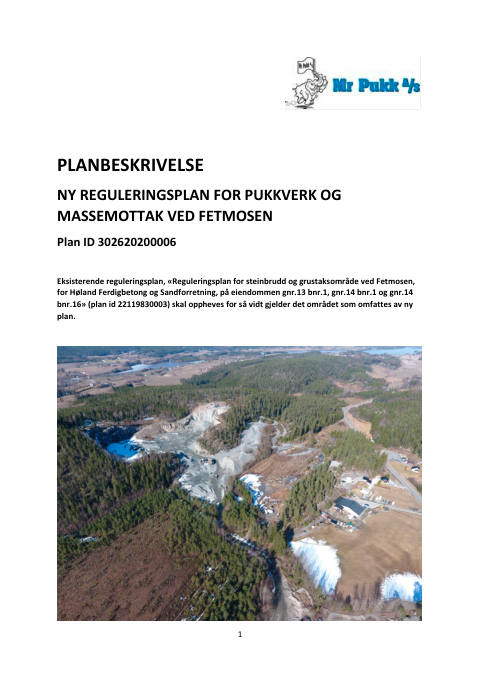 Mr Pukk A/s
PLANBESKRIVELSE
NY REGULERINGSPLAN FOR PUKKVERK OG
MASSEMOTTAK VED FETMOSEN
Plan ID 302620200006
Eksisterende reguleringsplan, «Reguleringsplan for steinbrudd og grustaksområde ved Fetmosen,
for Høland Ferdigbetong og Sandforretning, på eiendommen gnr.13 bnr.1, gnr.14 bnr.1 og gnr.14
bnr.16» (plan id 22119830003) skal oppheves for så vidt gjelder det området som omfattes av ny
plan.
1